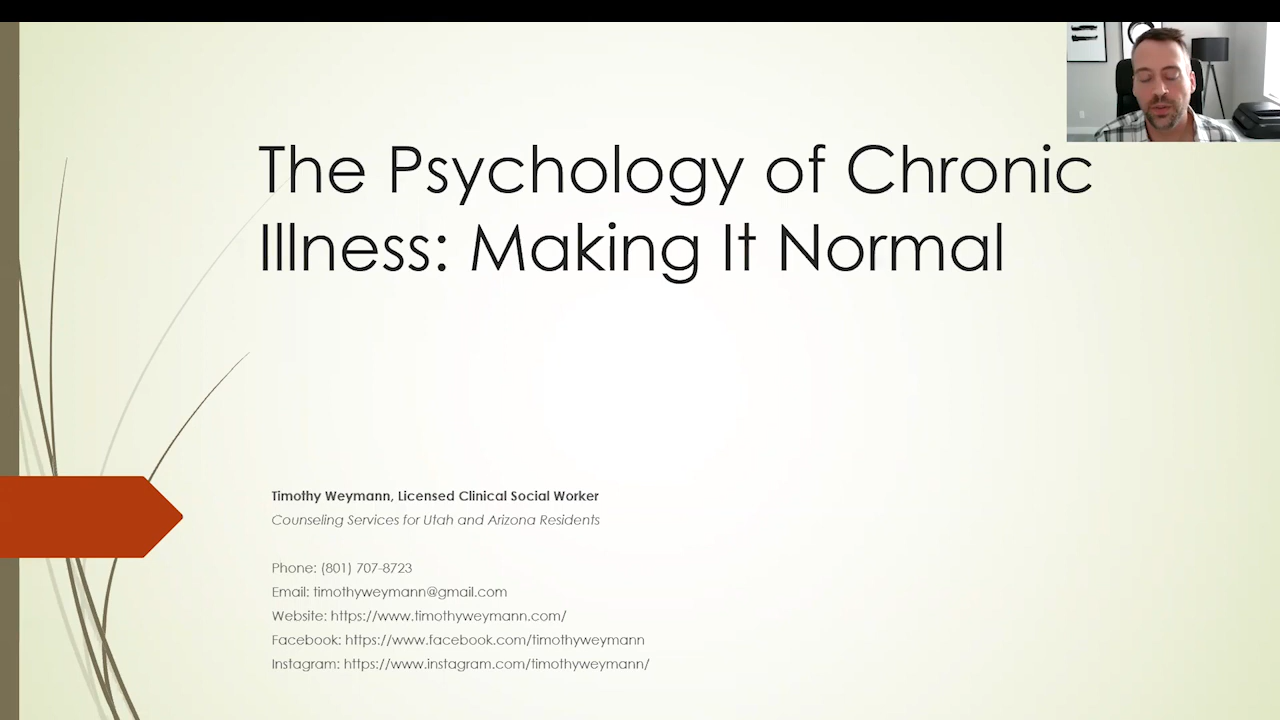 The Psychology of Chronic
Illness: Making It Normal
Timothy Weymann, Licensed Clinical Social Worker
Counseling Services for Utah and Arizona Residents
Phone: (801) 707-8723
Email: timothyweymann@gmail.com
Website: https://www.timothyweymann.com/
Facebook: https://www.facebook.com/timothyweymann
Instagram: https://www.instagram.com/timothyweymann/